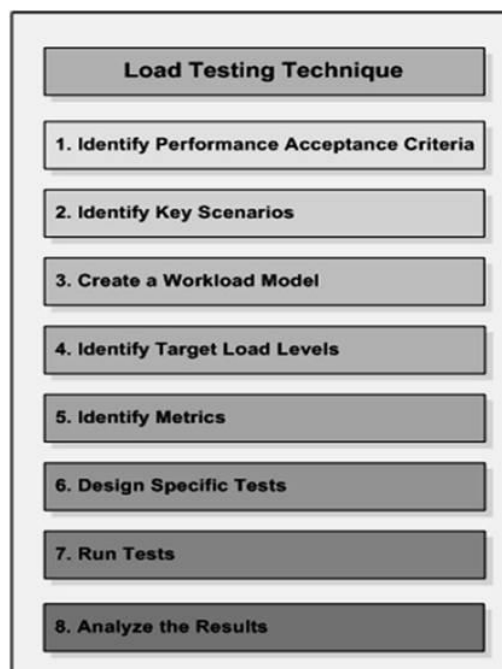 Load Testing Technique
1. Identify Performance Acceptance Criteria
2. Identify Key Scenarios
3. Create a Workload Model
4. Identify Target Load Levels
5. Identify Metrics
6. Design Specific Tests
7. Run Tests
8. Analyze the Results